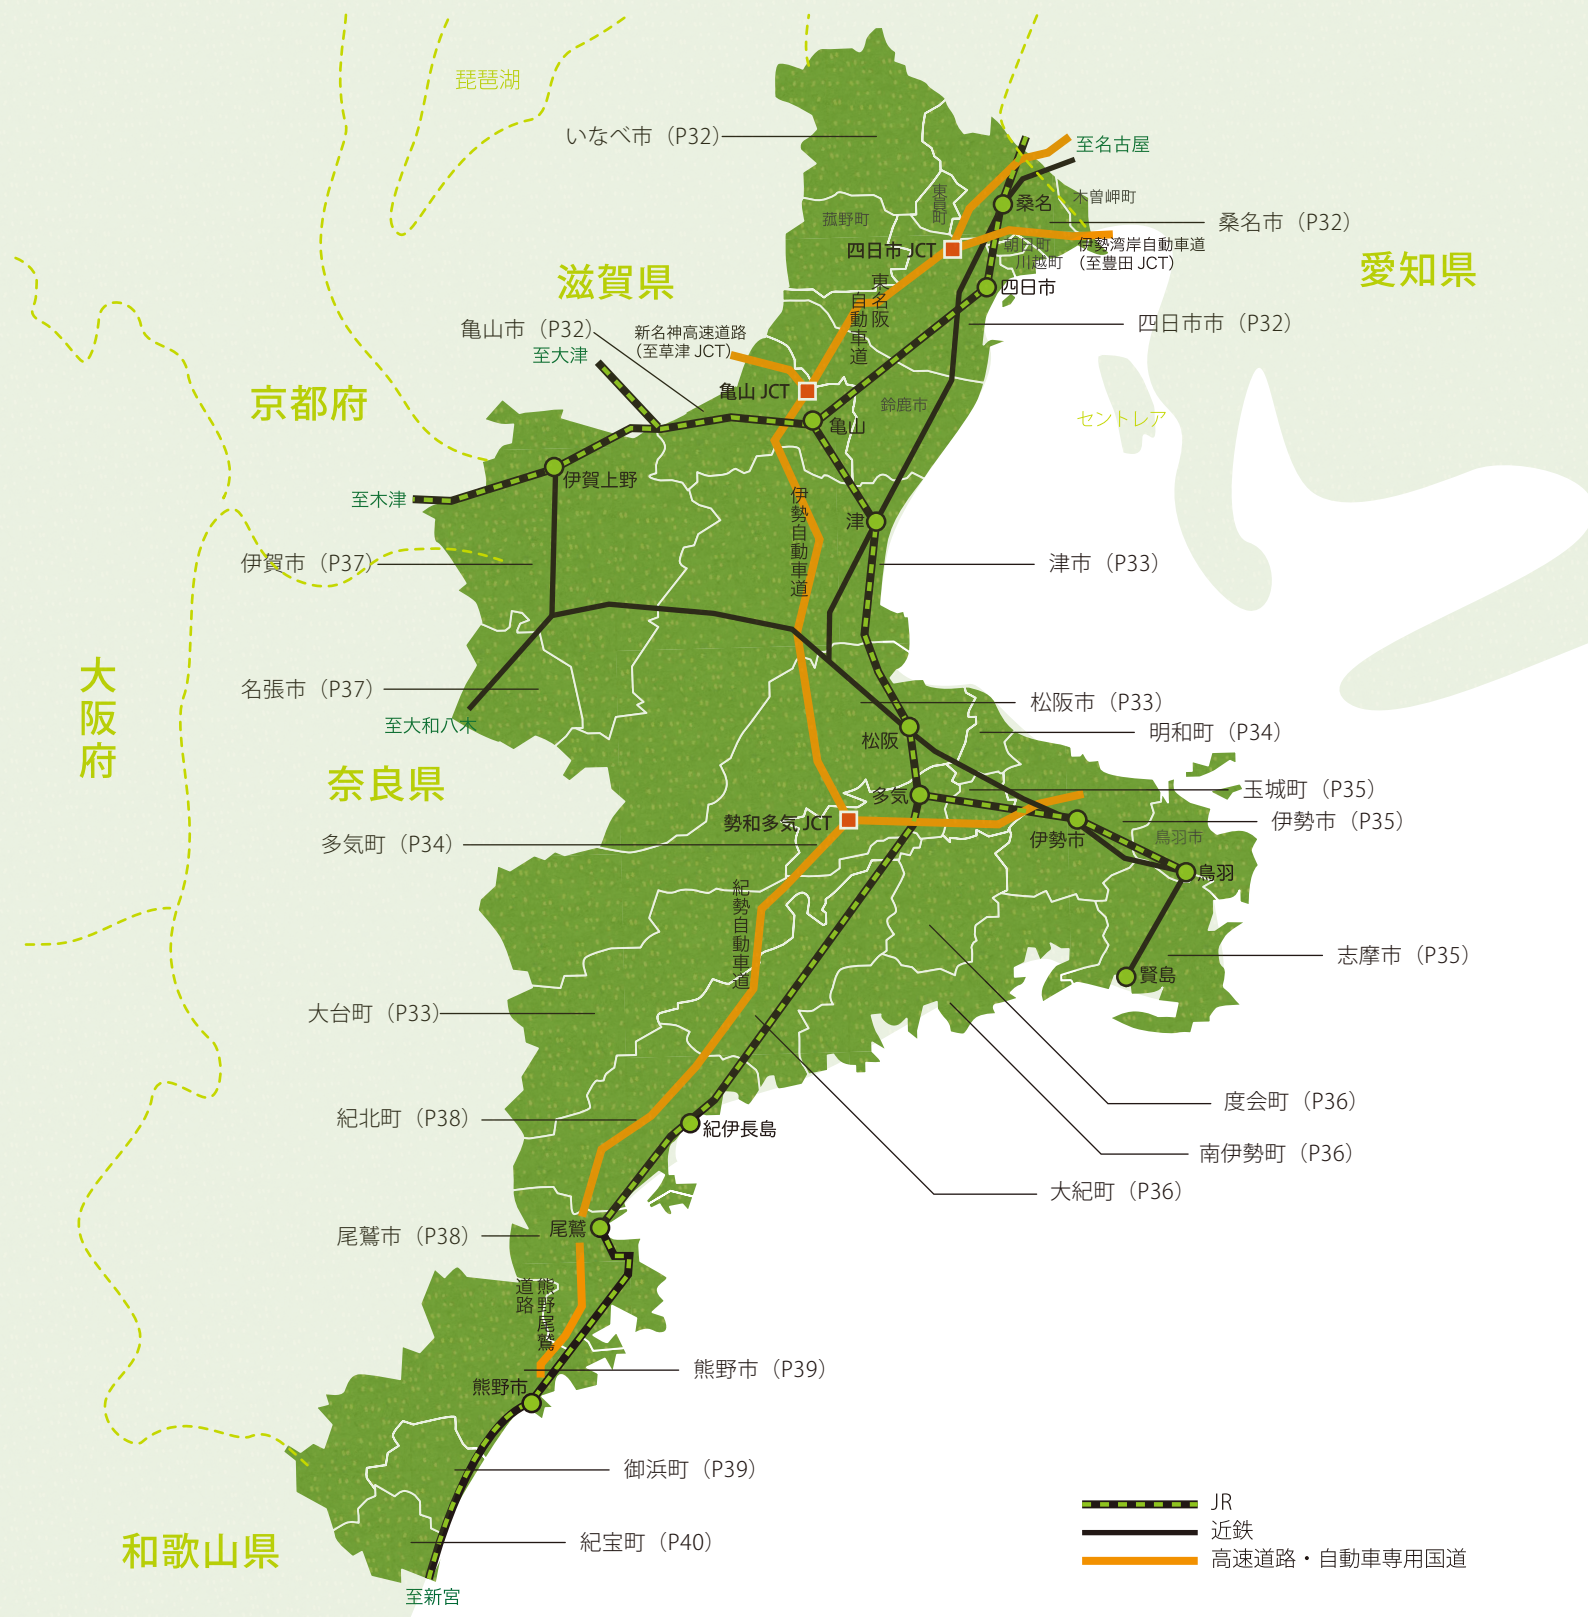 琵琶湖
いなべ市（P32）
至名古屋
東員町
木曽岬町
桑名
菰野町
桑名市（P32）
四日市 JCT
朝日町
伊勢湾岸自動車道
（至豊田 JCT）
川越町
滋賀県
愛知県
四日市
東名阪
自動車道
亀山市（P32）
新名神高速道路
（至草津 JCT）
四日市市（P32）
至大津
京都府
亀山 JCT
鈴鹿市
セントレア
亀山
伊賀上野
至木津
伊勢自動車道
津
伊賀市（P37）
津市（P33）
大阪府
名張市（P37）
松阪市（P33）
至大和八木
松阪
明和町（P34）
奈良県
多気
玉城町（P35）
勢和多気 JCT
伊勢市（P35）
伊勢市
鳥羽市
多気町（P34）
鳥羽
紀勢自動車道
志摩市（P35）
賢島
大台町（P33）
度会町（P36）
紀北町（P38）
紀伊長島
南伊勢町（P36）
大紀町（P36）
尾鷲市（P38）
尾鷲
熊野尾鷲
道路
熊野市（P39）
熊野市
御浜町（P39）
和歌山県
紀宝町（P40）
至新宮
JR
近鉄
高速道路・自動車専用国道